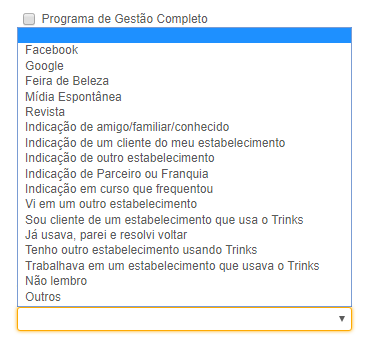 Programa de Gestão Completo
Facebook
Google
Feira de Beleza
Mídia Espontânea
Revista
Indicação de amigo/familiar/conhecido
Indicação de um cliente do meu estabelecimento
Indicação de outro estabelecimento
Indicação de Parceiro ou Franquia
Indicação em curso que frequentou
Vi em um outro estabelecimento
Sou cliente de um estabelecimento que usa o Trinks
Já usava, parei e resolvi voltar
Tenho outro estabelecimento usando Trinks
Trabalhava em um estabelecimento que usava o Trinks
Não lembro
Outros